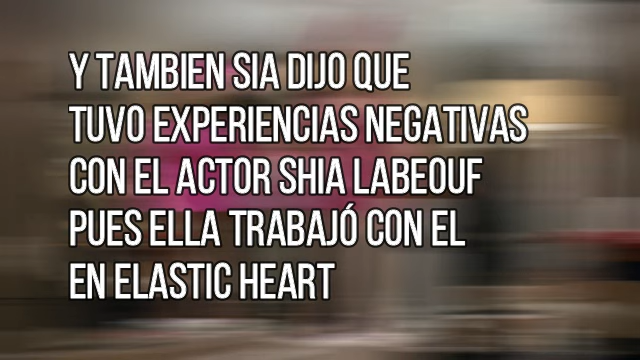 Y TAMBIEN SIA DIJO QUE
TUVO EXPERIENCIAS NEGATIVAS
CON EL ACTOR SHIA LABEOUF
PUES ELLA TRABAJÓ CON EL
EN ELASTIC HEART